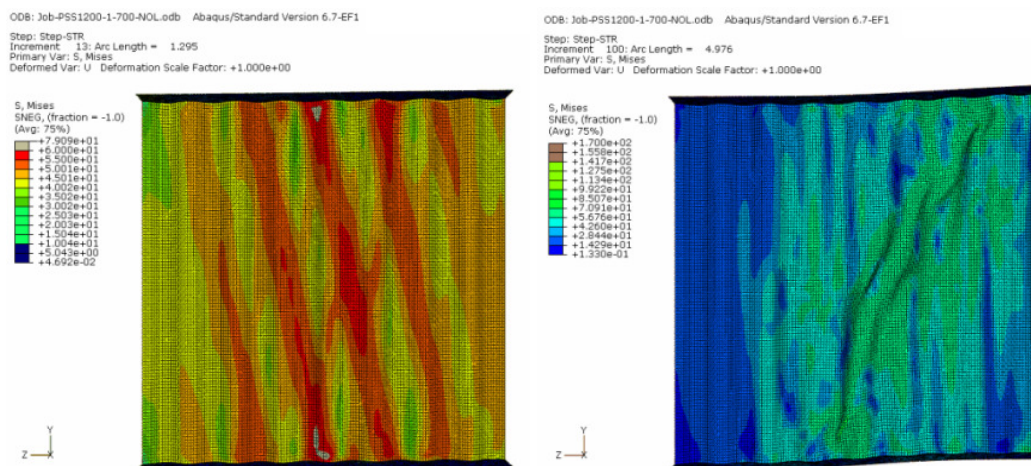 ODB: Job-PSS1200-1-700-NOL.odb Abaqus/Standard Version 6.7-EF1
Step: Step-STR
Increment 13: Arc Length = 1.295
Primary Var: S, Mises
Deformed Var: U Deformation Scale Factor: +1.000e+00
S, Mises
SNEG, (fraction = -1.0)
(Avg: 75%)
+7.909e+01
+6.000e+01
+5.500e+01
+5.001e+01
+4.501e+01
+4.002e+01
+3.502e+01
+3.002e+01
+2.503e+01
+2.003e+01
+1.504e+01
+1.004e+01
+5.043e+00
+4.692e-02
Y
Z
X
ODB: Job-PSS1200-1-700-NOL.odb Abaqus/Standard Version 6.7-EF1
Step: Step-STR
Increment 100: Arc Length = 4.976
Primary Var: S, Mises
Deformed Var: U Deformation Scale Factor: +1.000e+00
S, Mises
SNEG, (fraction = -1.0)
(Avg: 75%)
+1.700e+02
+1.558e+02
+1.417e+02
+1.275e+02
+1.134e+02
+9.922e+01
+8.507e+01
+7.091e+01
+5.676e+01
+4.260e+01
+2.844e+01
+1.429e+01
+1.330e-01
Y
Z
X